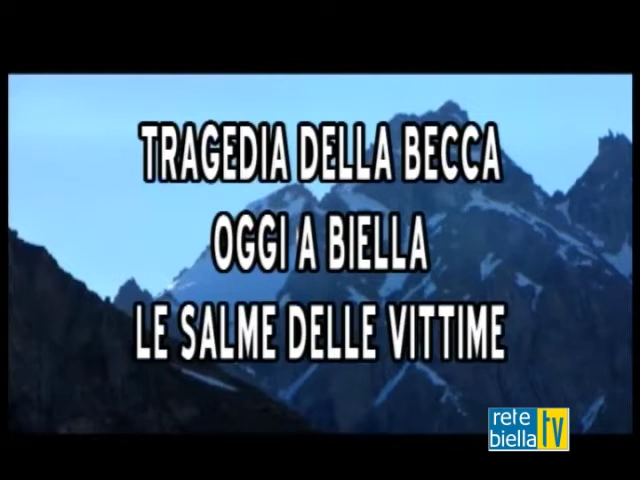 TRAGEDIA DELLA BECCA
OGGI A BIELLA
LE SALME DELLE VITTIME
rete
biella tv